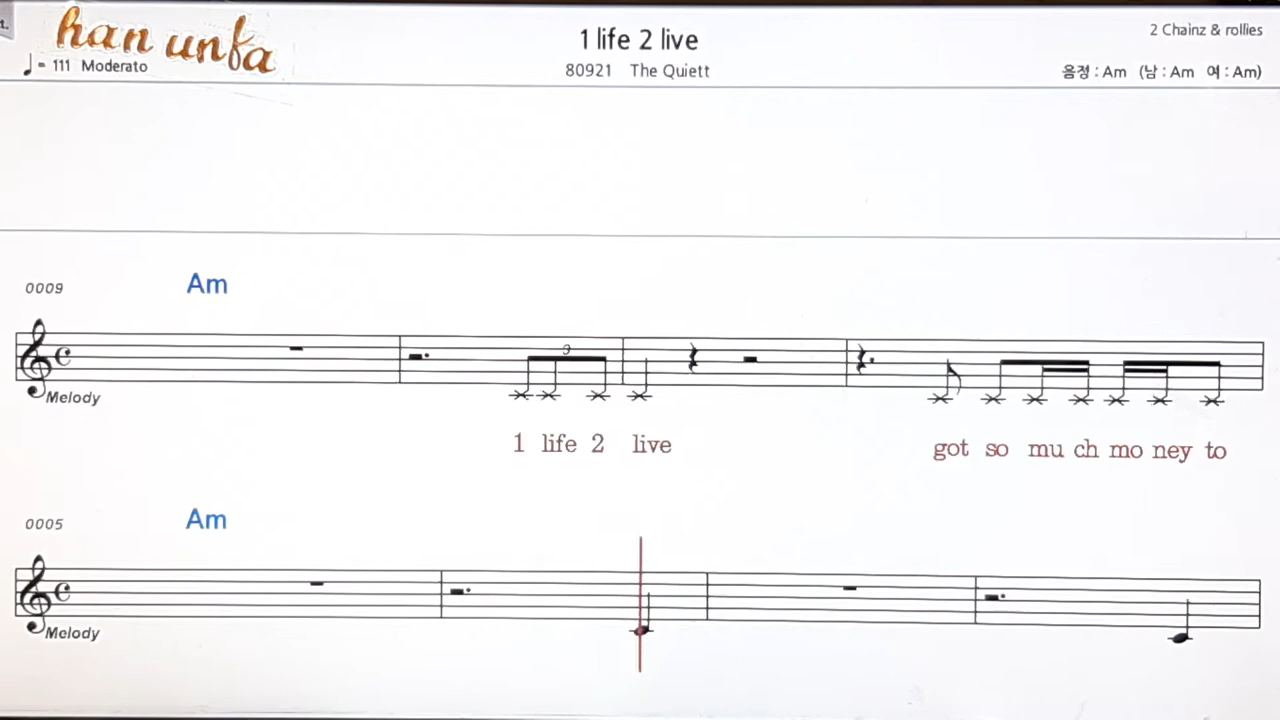 han unfa
1 life 2 live
2 Chainz & rollies
♩= 111 Moderato
80921 The Quiett
음정 : Am (남 : Am 여 : Am)
0009 Am
3
Melody
1 life 2 live got so mu ch mo ney to
0005 Am
Melody